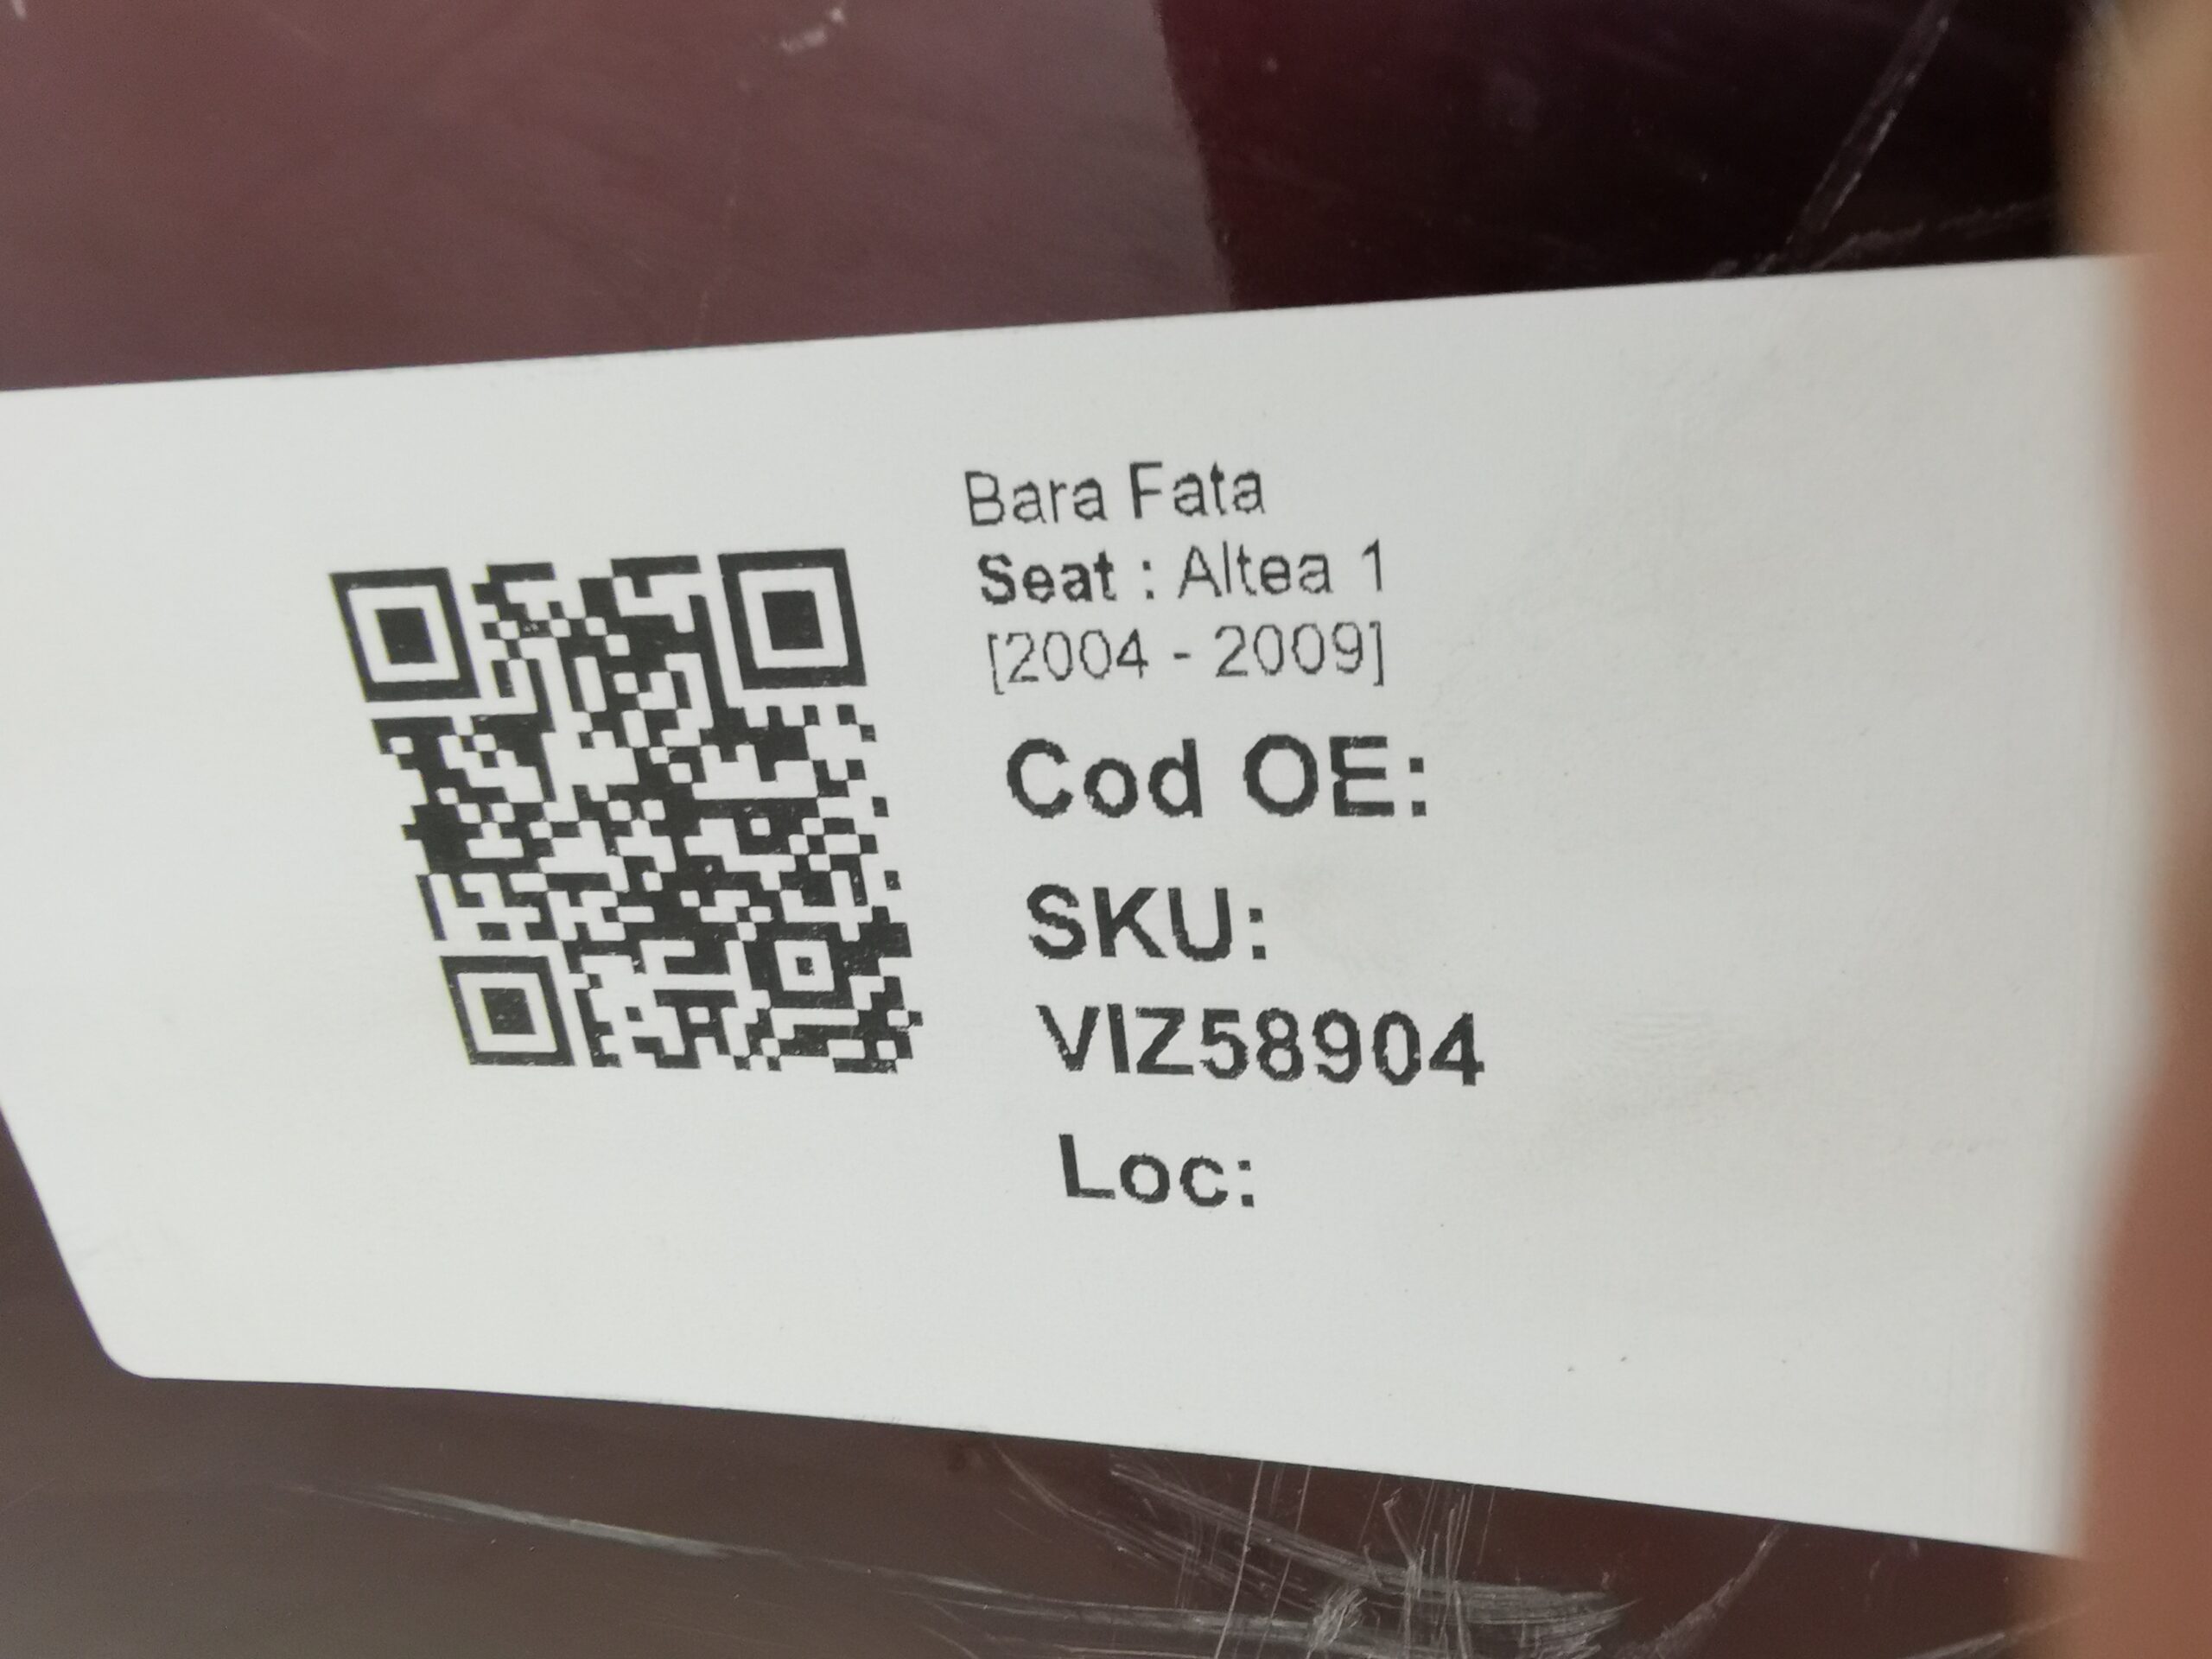 Bara Fata
Seat : Altea 1
[2004 - 2009]
Cod OE:
SKU:
VIZ58904
Loc: